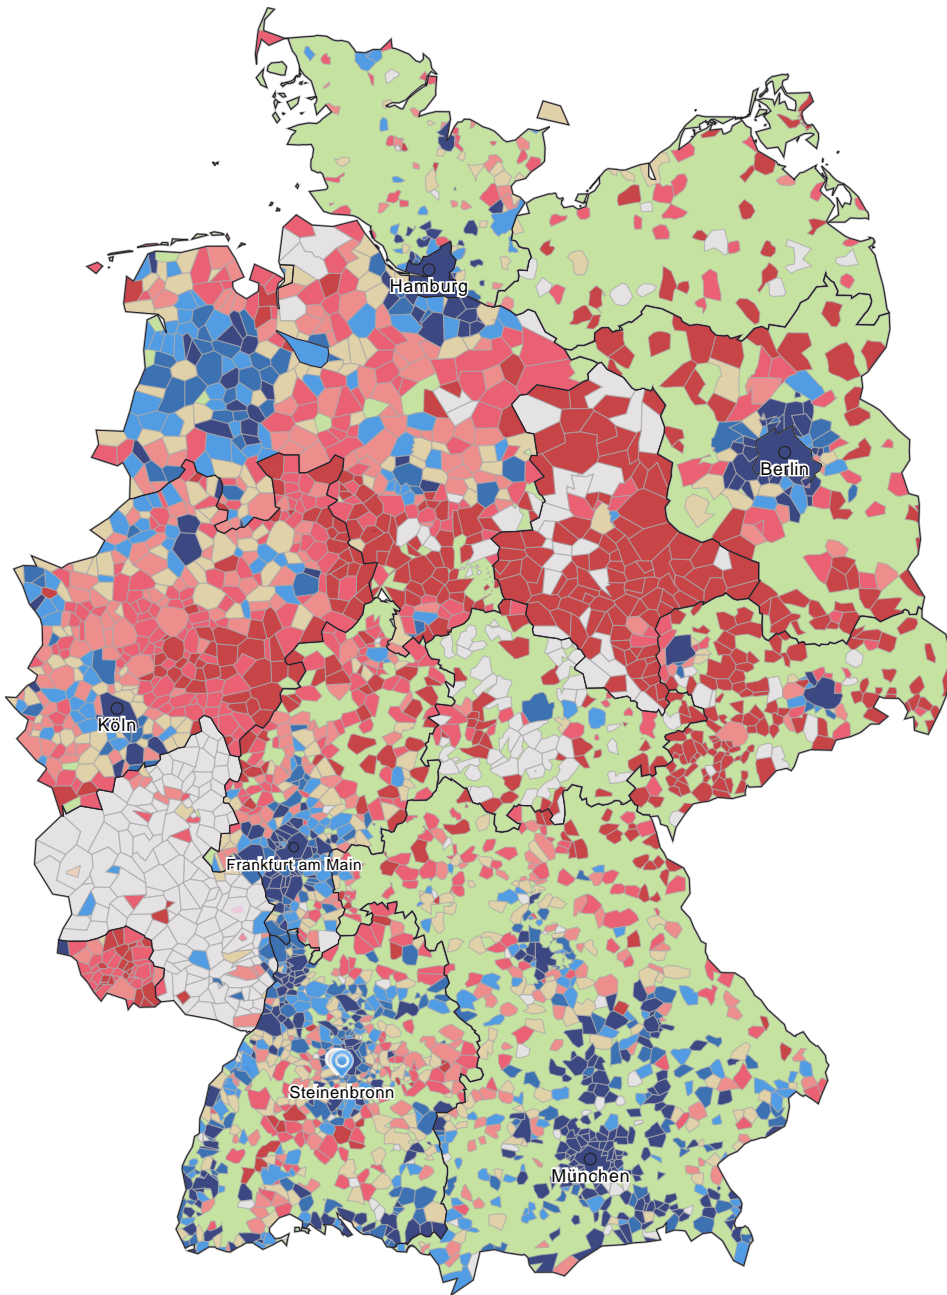 Hamburg
Berlin
Köln
Frankfurt am Main
Steinenbronn
München